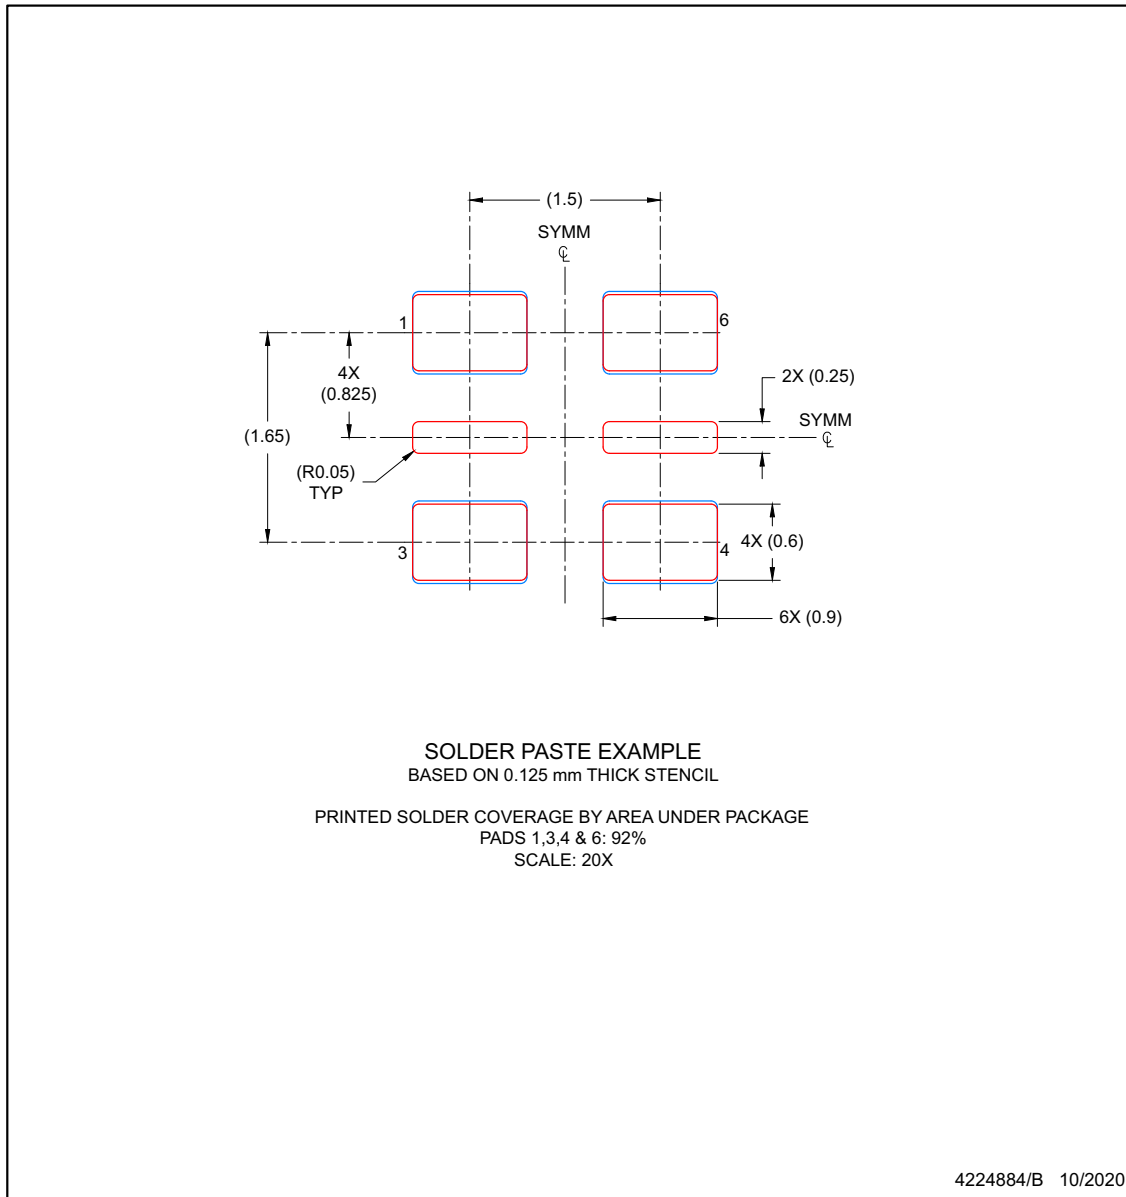 (1.5)
SYMM
℄
1
6
4X
(0.825)
2X (0.25)
SYMM
℄
(1.65)
(R0.05)
TYP
3
4
4X (0.6)
6X (0.9)
SOLDER PASTE EXAMPLE
BASED ON 0.125 mm THICK STENCIL
PRINTED SOLDER COVERAGE BY AREA UNDER PACKAGE
PADS 1,3,4 & 6: 92%
SCALE: 20X
4224884/B 10/2020